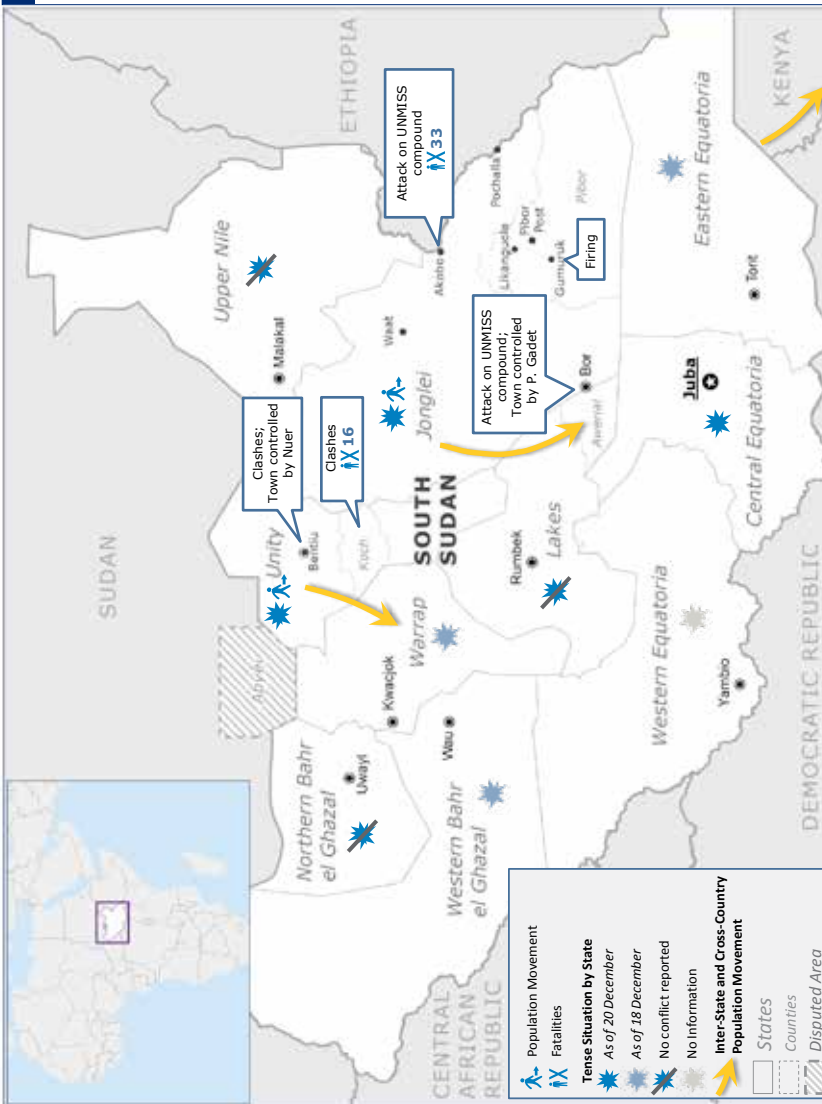 SUDAN
ETHIOPIA
KENYA
CENTRAL
AFRICAN
REPUBLIC
DEMOCRATIC REPUBLIC
SOUTH
SUDAN
Upper Nile
Malakal
Unity
Bentiu
Koch
Abyei
Northern Bahr
el Ghazal
Uwayl
Western Bahr
el Ghazal
Wau
Warrap
Kwacjok
Lakes
Rumbek
Jonglei
Waat
Akobo
Pochalla
Likanguole
Pibor
Post
Pibor
Gumuruk
Bor
Awerial
Western Equatoria
Yambio
Central Equatoria
Juba
Eastern Equatoria
Torit
Clashes;
Town controlled
by Nuer
Clashes
16
Attack on UNMISS
compound
33
Attack on UNMISS
compound;
Town controlled
by P. Gadet
Firing
Population Movement
Fatalities
Tense Situation by State
As of 20 December
As of 18 December
No conflict reported
No Information
Inter-State and Cross-Country
Population Movement
States
Counties
Disputed Area